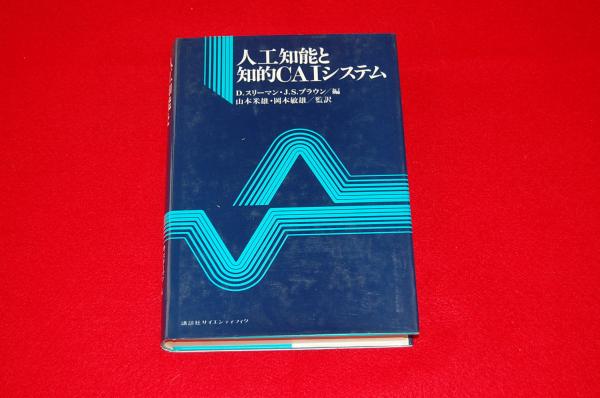 人工知能と
知的CAIシステム
D.スリーマン・J.S.ブラウン／編
山本米雄・岡本敏雄／監訳
講談社サイエンティフィク